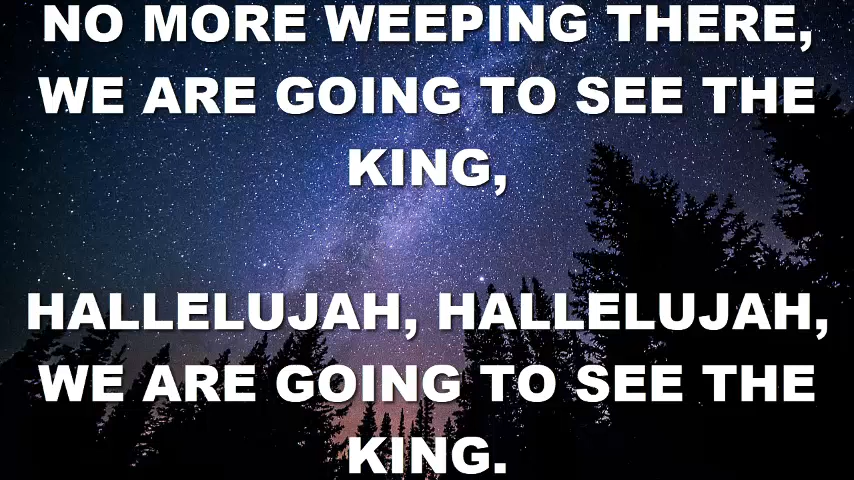 NO MORE WEEPING THERE,
WE ARE GOING TO SEE THE
KING,
HALLELUJAH, HALLELUJAH,
WE ARE GOING TO SEE THE
KING.